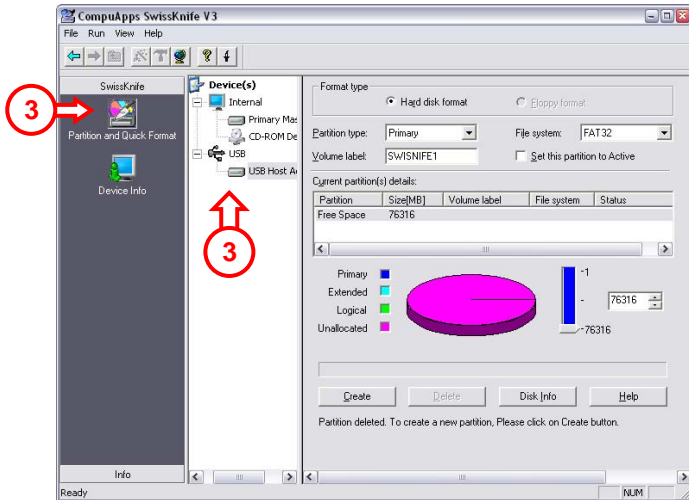 CompuApps SwissKnife V3
File Run View Help
SwissKnife
3
Partition and Quick Format
Device Info
Info
Device(s)
Internal
Primary Mas
CD-ROM De
USB
USB Host A
3
Format type
Hard disk format Floppy format
Partition type: Primary File system: FAT32
Volume label: SWISNIFE1 Set this partition to Active
Current partition(s) details:
Partition Size[MB] Volume label File system Status
Free Space 76316
Primary
Extended
Logical
Unallocated
-1
-
-76316
76316
Create Delete Disk Info Help
Partition deleted. To create a new partition, Please click on Create button.
Ready NUM